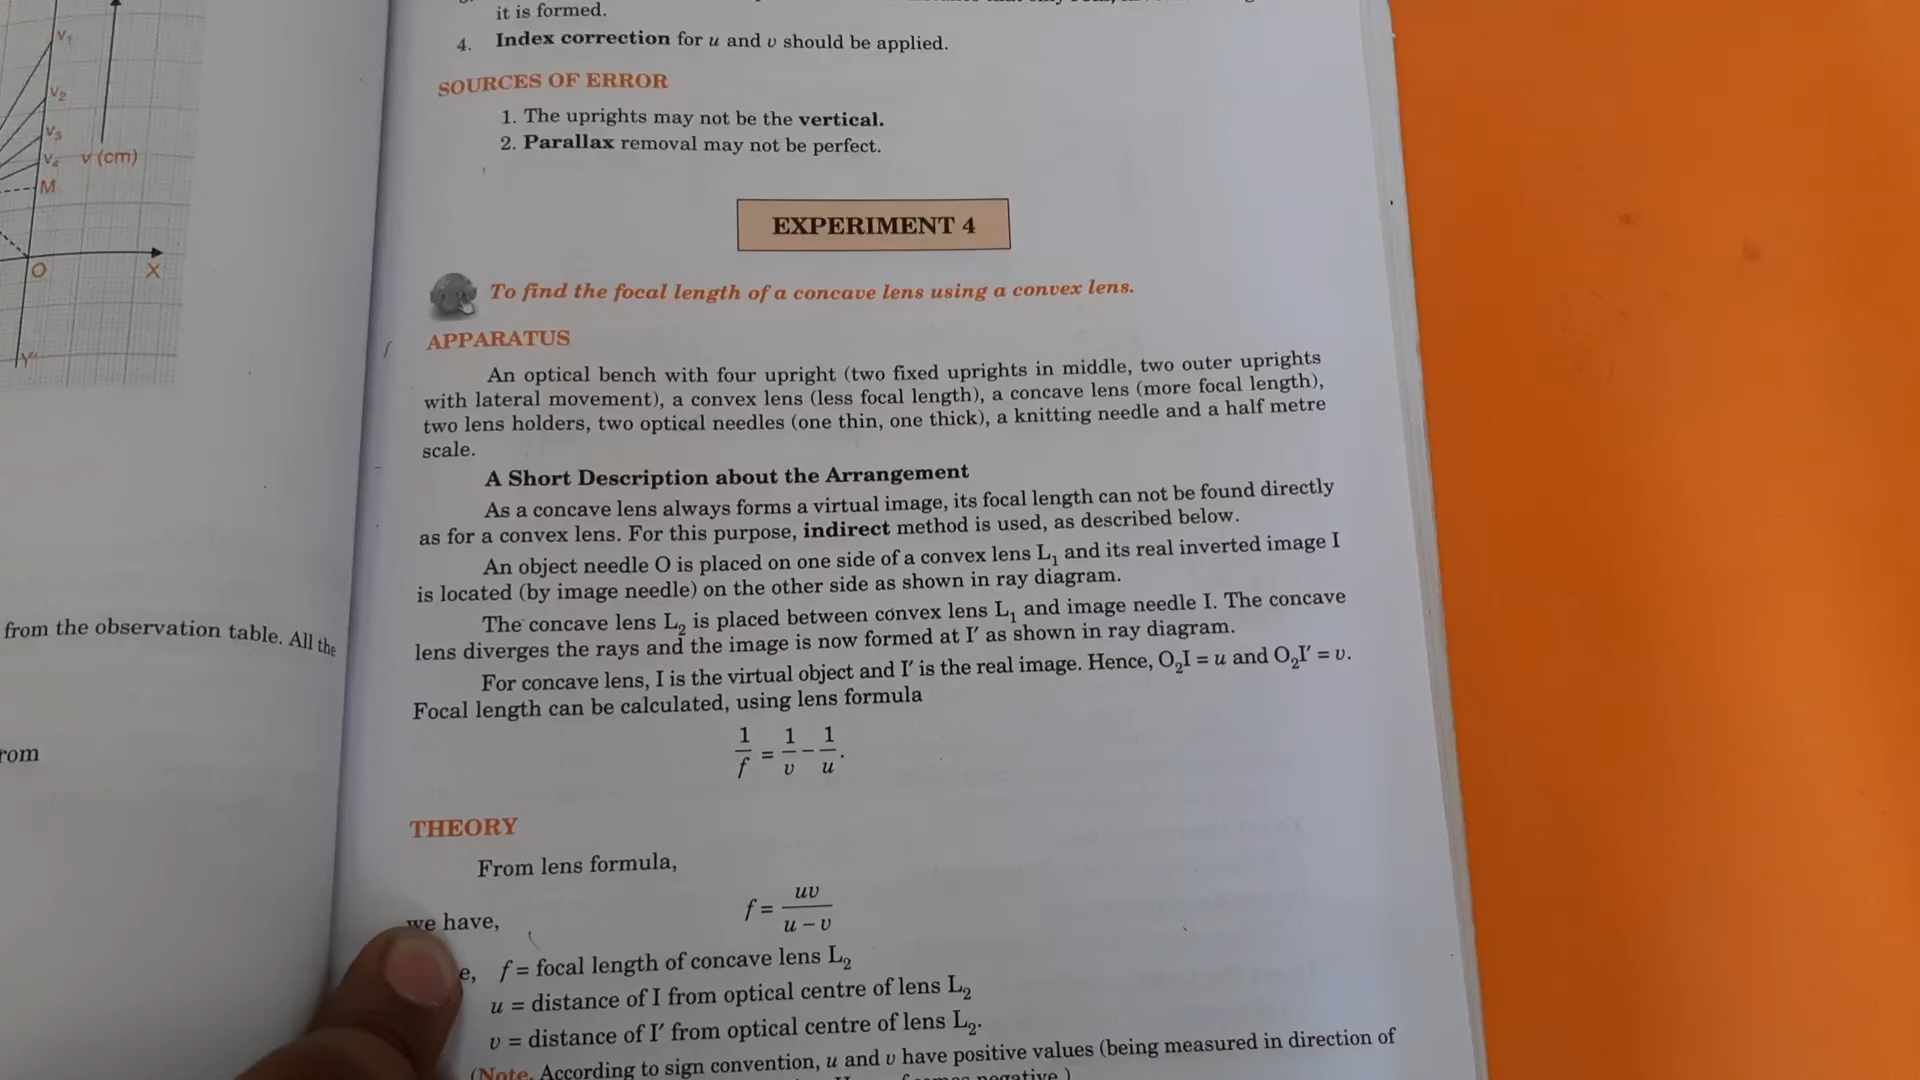 V1
V2
V3
V4 v (cm)
M
O X
Y'
from the observation table. All the
rom
it is formed.
4. Index correction for u and v should be applied.
SOURCES OF ERROR
1. The uprights may not be the vertical.
2. Parallax removal may not be perfect.
EXPERIMENT 4
To find the focal length of a concave lens using a convex lens.
APPARATUS
An optical bench with four upright (two fixed uprights in middle, two outer uprights
with lateral movement), a convex lens (less focal length), a concave lens (more focal length),
two lens holders, two optical needles (one thin, one thick), a knitting needle and a half metre
scale.
A Short Description about the Arrangement
As a concave lens always forms a virtual image, its focal length can not be found directly
as for a convex lens. For this purpose, indirect method is used, as described below.
An object needle O is placed on one side of a convex lens L₁ and its real inverted image I
is located (by image needle) on the other side as shown in ray diagram.
The concave lens L₂ is placed between convex lens L₁ and image needle I. The concave
lens diverges the rays and the image is now formed at I′ as shown in ray diagram.
For concave lens, I is the virtual object and I′ is the real image. Hence, O₂I = u and O₂I′ = v.
Focal length can be calculated, using lens formula
1/f = 1/v − 1/u.
THEORY
From lens formula,
we have, f = uv/(u − v)
e, f = focal length of concave lens L₂
u = distance of I from optical centre of lens L₂
v = distance of I′ from optical centre of lens L₂.
(Note. According to sign convention, u and v have positive values (being measured in direction of
negative.)